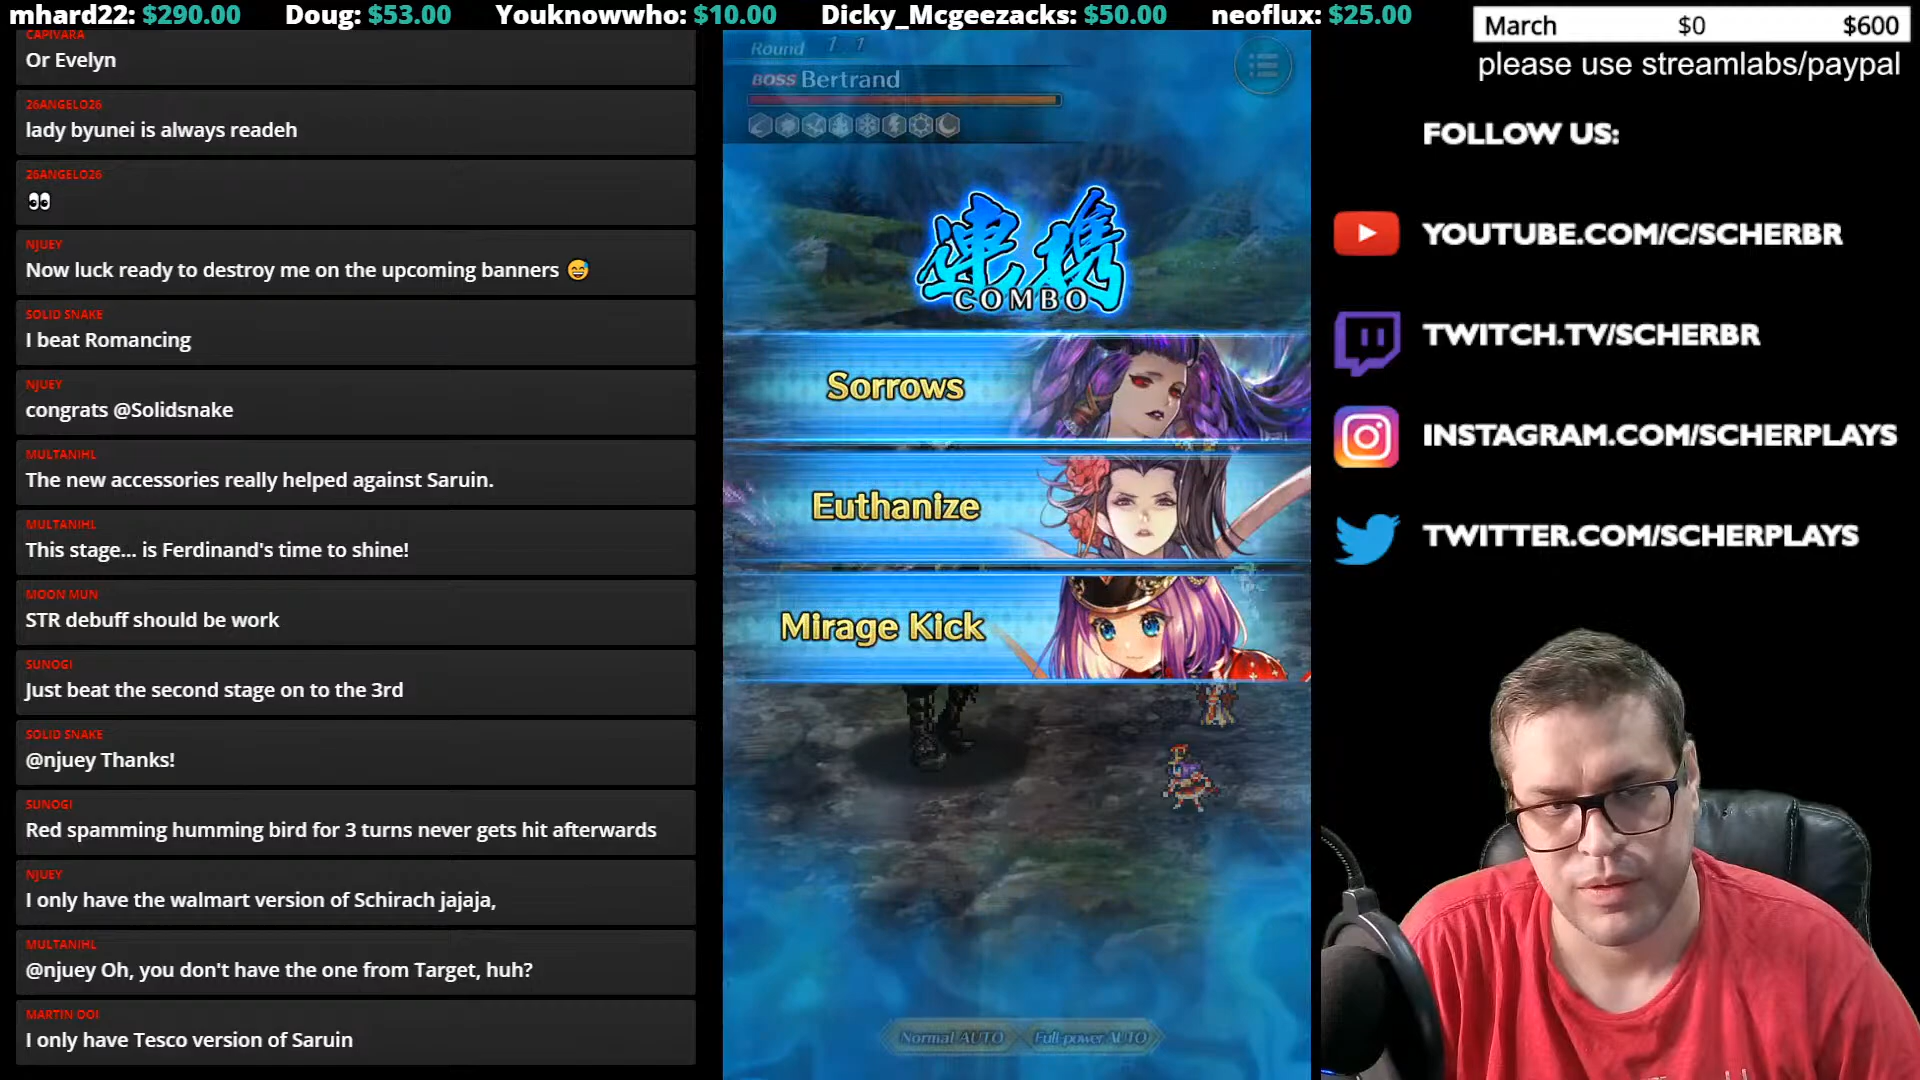 mhard22: $290.00 Doug: $53.00 Youknowwho: $10.00 Dicky_Mcgeezacks: $50.00 neoflux: $25.00
CAPIVARA
Or Evelyn
26ANGELO26
lady byunei is always readeh
26ANGELO26
👀
NJUEY
Now luck ready to destroy me on the upcoming banners 😅
SOLID SNAKE
I beat Romancing
NJUEY
congrats @Solidsnake
MULTANIHL
The new accessories really helped against Saruin.
MULTANIHL
This stage... is Ferdinand's time to shine!
MOON MUN
STR debuff should be work
SUNOGI
Just beat the second stage on to the 3rd
SOLID SNAKE
@njuey Thanks!
SUNOGI
Red spamming humming bird for 3 turns never gets hit afterwards
NJUEY
I only have the walmart version of Schirach jajaja,
MULTANIHL
@njuey Oh, you don't have the one from Target, huh?
MARTIN OOI
I only have Tesco version of Saruin
Round 1/1
BOSS Bertrand
連携
COMBO
Sorrows
Euthanize
Mirage Kick
Normal AUTO Full-power AUTO
March $0 $600
please use streamlabs/paypal
FOLLOW US:
YOUTUBE.COM/C/SCHERBR
TWITCH.TV/SCHERBR
INSTAGRAM.COM/SCHERPLAYS
TWITTER.COM/SCHERPLAYS